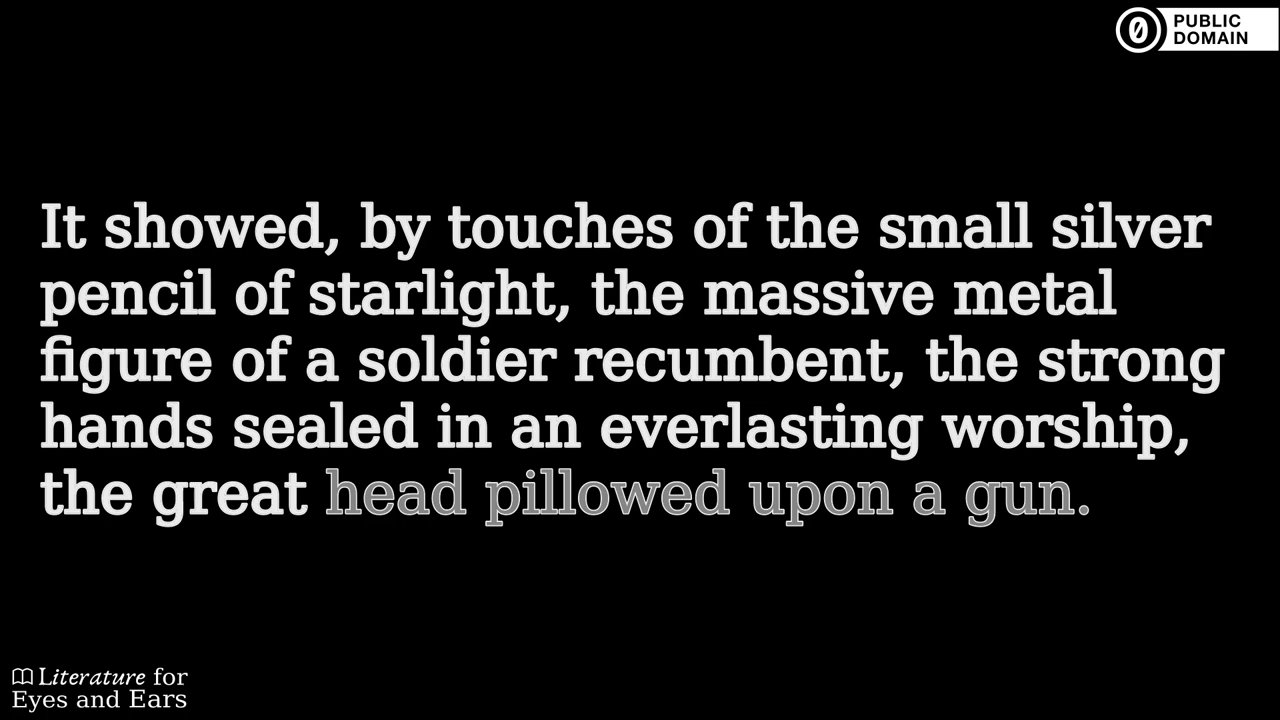 PUBLIC
DOMAIN
It showed, by touches of the small silver
pencil of starlight, the massive metal
figure of a soldier recumbent, the strong
hands sealed in an everlasting worship,
the great head pillowed upon a gun.
Literature for
Eyes and Ears